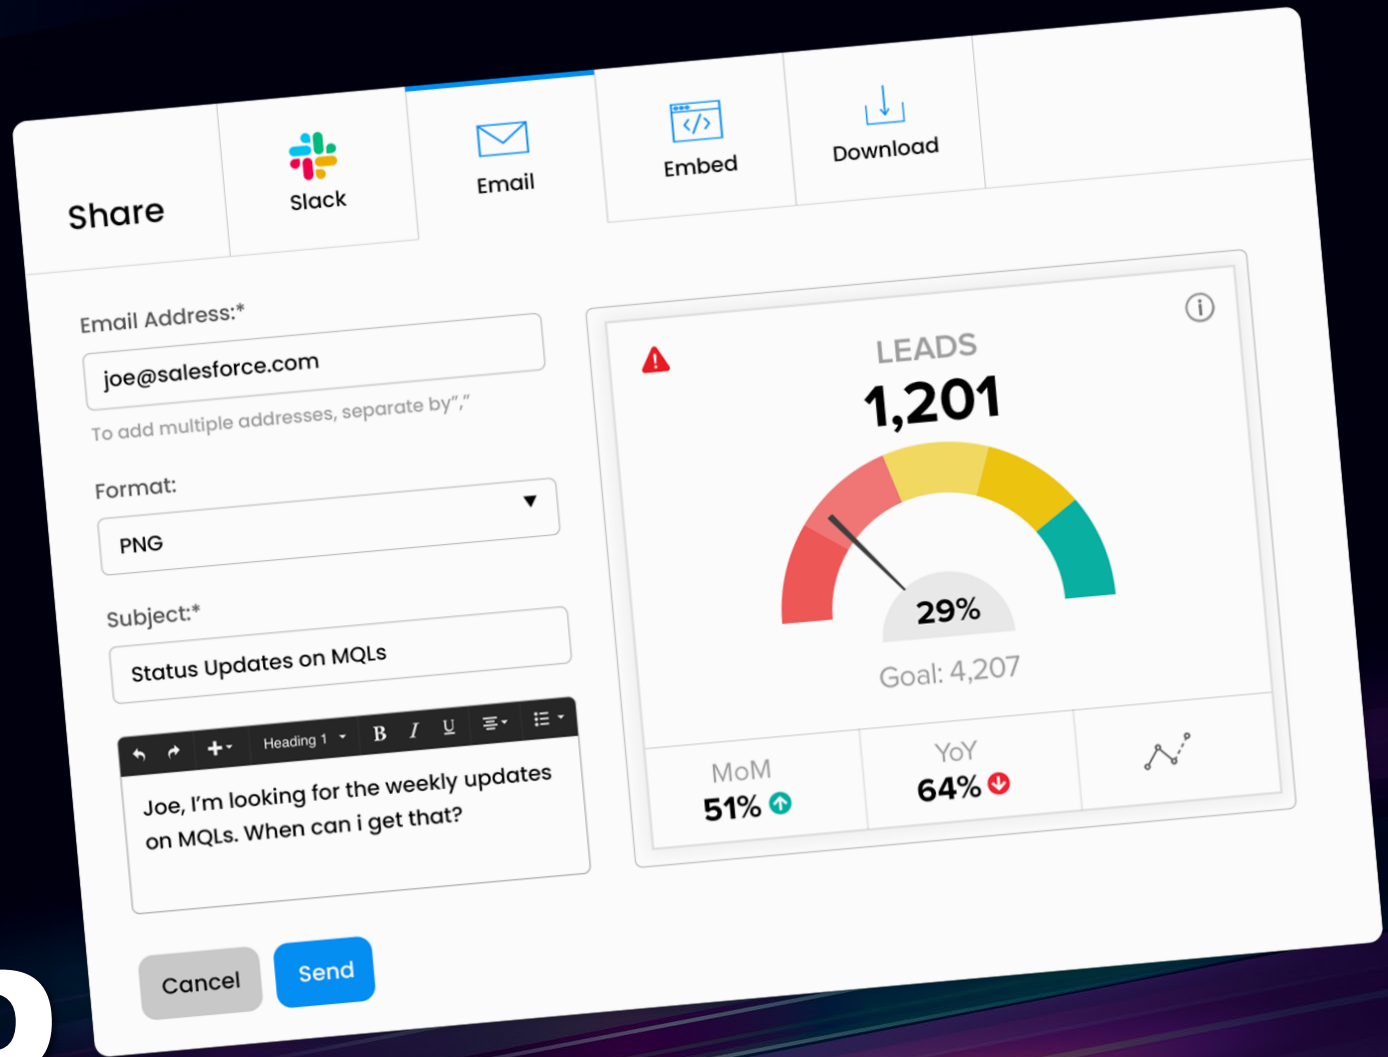 Share
Slack
Email
Embed
Download
Email Address:*
joe@salesforce.com
To add multiple addresses, separate by”,”
Format:
PNG
Subject:*
Status Updates on MQLs
Heading 1
B I U
Joe, I’m looking for the weekly updates
on MQLs. When can i get that?
Cancel
Send
LEADS
1,201
29%
Goal: 4,207
MoM
51%
YoY
64%